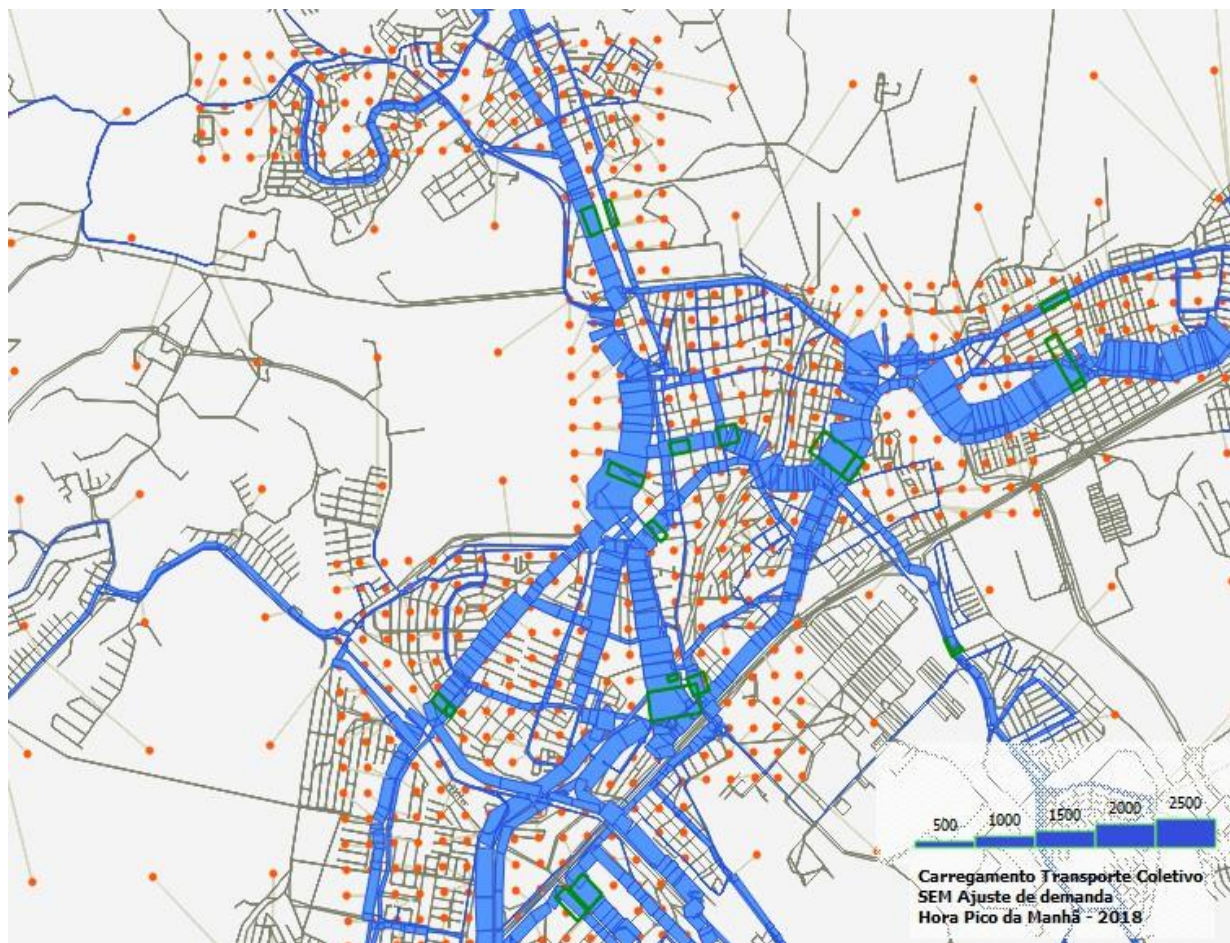 500
1000
1500
2000
2500
Carregamento Transporte Coletivo
SEM Ajuste de demanda
Hora Pico da Manhã - 2018